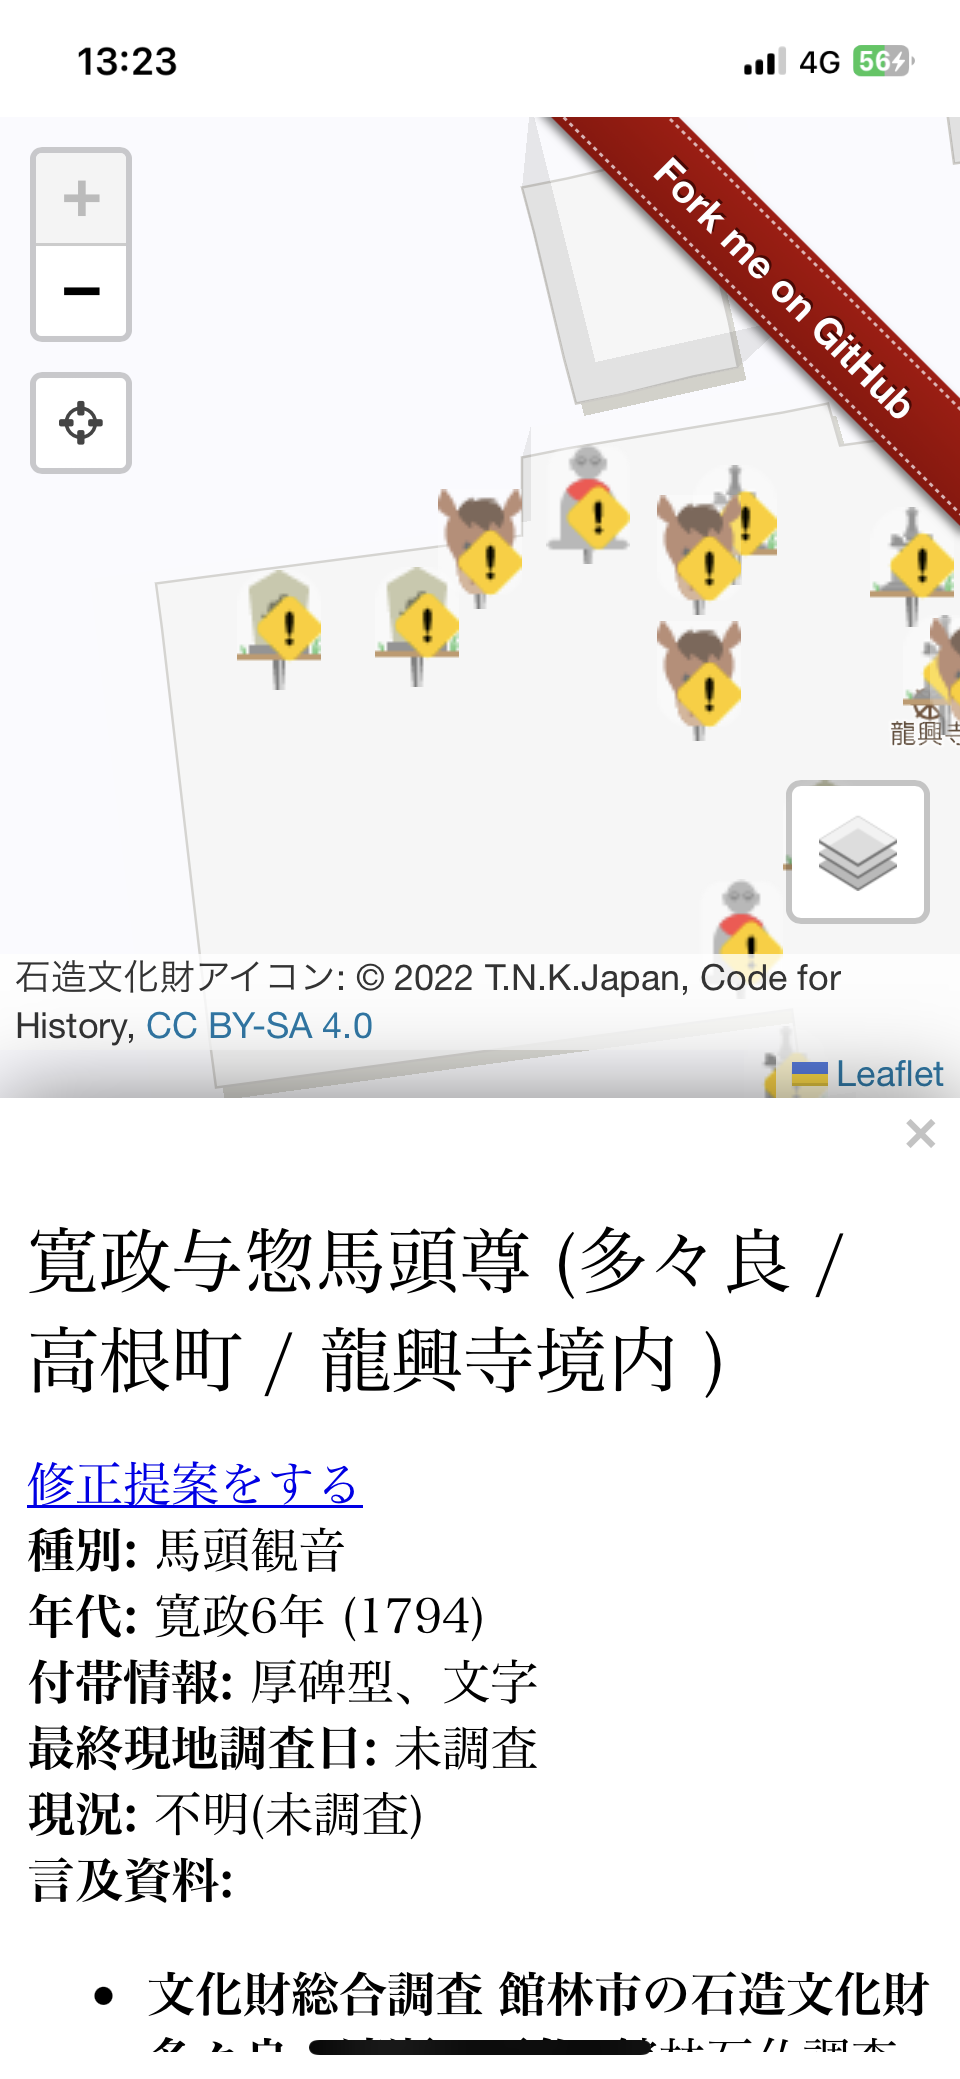 13:23
4G
56
+
−
Fork me on GitHub
龍興寺
石造文化財アイコン: © 2022 T.N.K.Japan, Code for
History, CC BY-SA 4.0
Leaflet
×
寛政与惣馬頭尊 (多々良 /
高根町 / 龍興寺境内 )
修正提案をする
種別: 馬頭観音
年代: 寛政6年 (1794)
付帯情報: 厚碑型、文字
最終現地調査日: 未調査
現況: 不明(未調査)
言及資料:
• 文化財総合調査 館林市の石造文化財